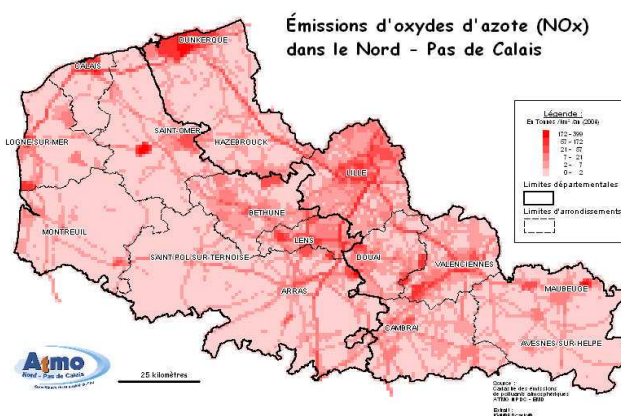 Émissions d'oxydes d'azote (NOx)
dans le Nord - Pas de Calais
DUNKERQUE
CALAIS
SAINT-OMER
LOGNE/SUR-MER
HAZEBROUCK
LILLE
BETHUNE
LENS
MONTREUIL
SAINT-POL-SUR-TERNOISE
DOUAI
VALENCIENNES
ARRAS
MAUBEUGE
CAMBRAI
AVESNES-SUR-HELPE
Légende :
En Tonnes /km² /an (2004)
172 - 399
57 - 172
21 - 57
7 - 21
2 - 7
0 - 2
Limites départementales
Limites d'arrondissements
Atmo
Nord - Pas de Calais
25 kilomètres
Source :
Cadastre des émissions
de polluants atmosphériques